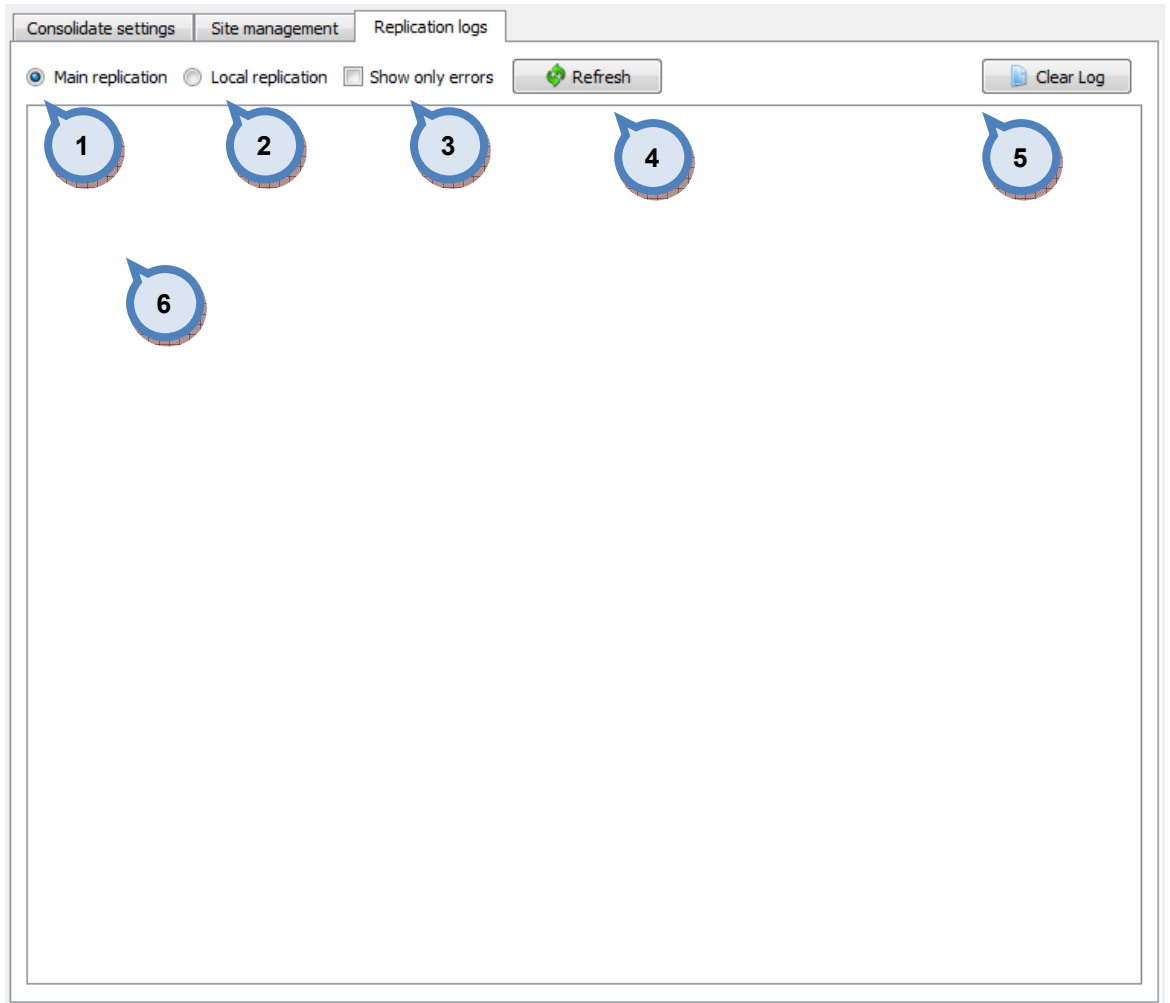 Consolidate settings Site management Replication logs
Main replication Local replication Show only errors Refresh Clear Log
1 2 3 4 5
6